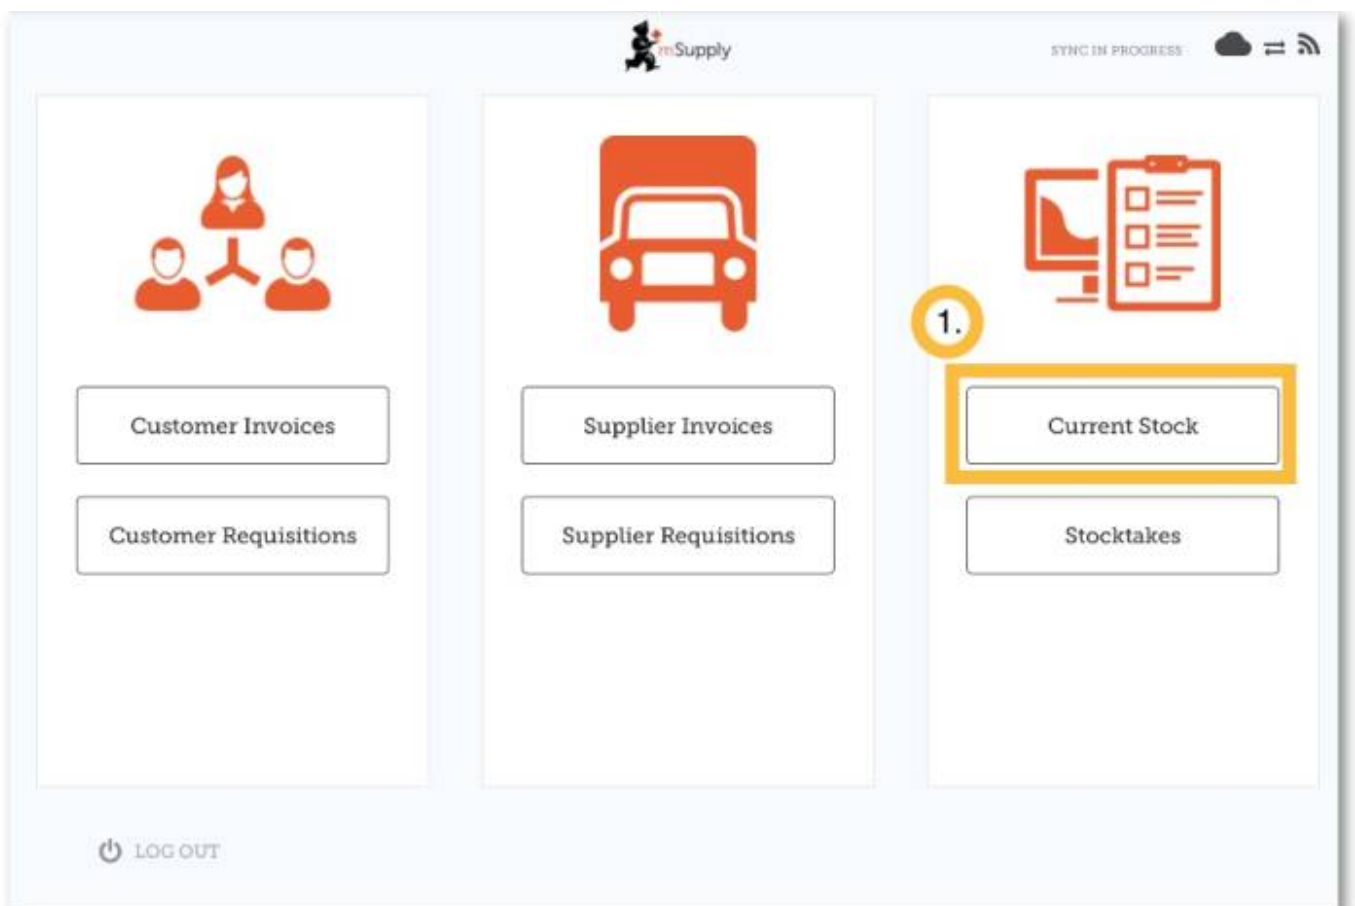 mSupply
SYNC IN PROGRESS
1.
Customer Invoices
Supplier Invoices
Current Stock
Customer Requisitions
Supplier Requisitions
Stocktakes
LOG OUT